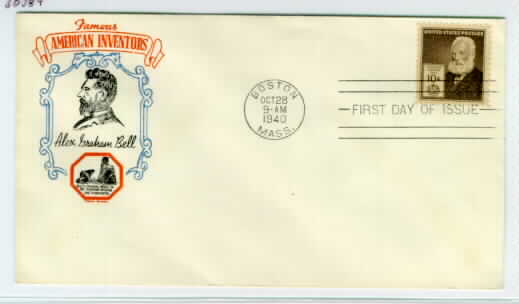 Famous
AMERICAN INVENTORS
Alex Graham Bell
BOSTON
OCT 28
9-AM
1940
MASS.
UNITED STATES POSTAGE
10¢
FIRST DAY OF ISSUE